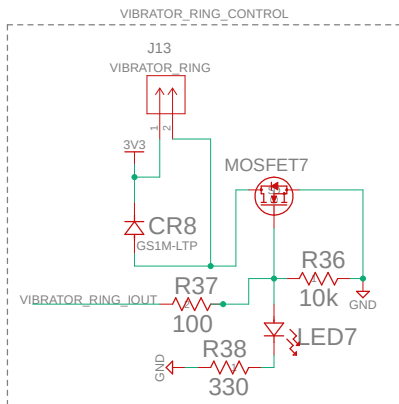 VIBRATOR_RING_CONTROL
J13
VIBRATOR_RING
1
2
3V3
MOSFET7
CR8
GS1M-LTP
R37
VIBRATOR_RING_IOUT
100
R36
10k
GND
LED7
R38
GND
330